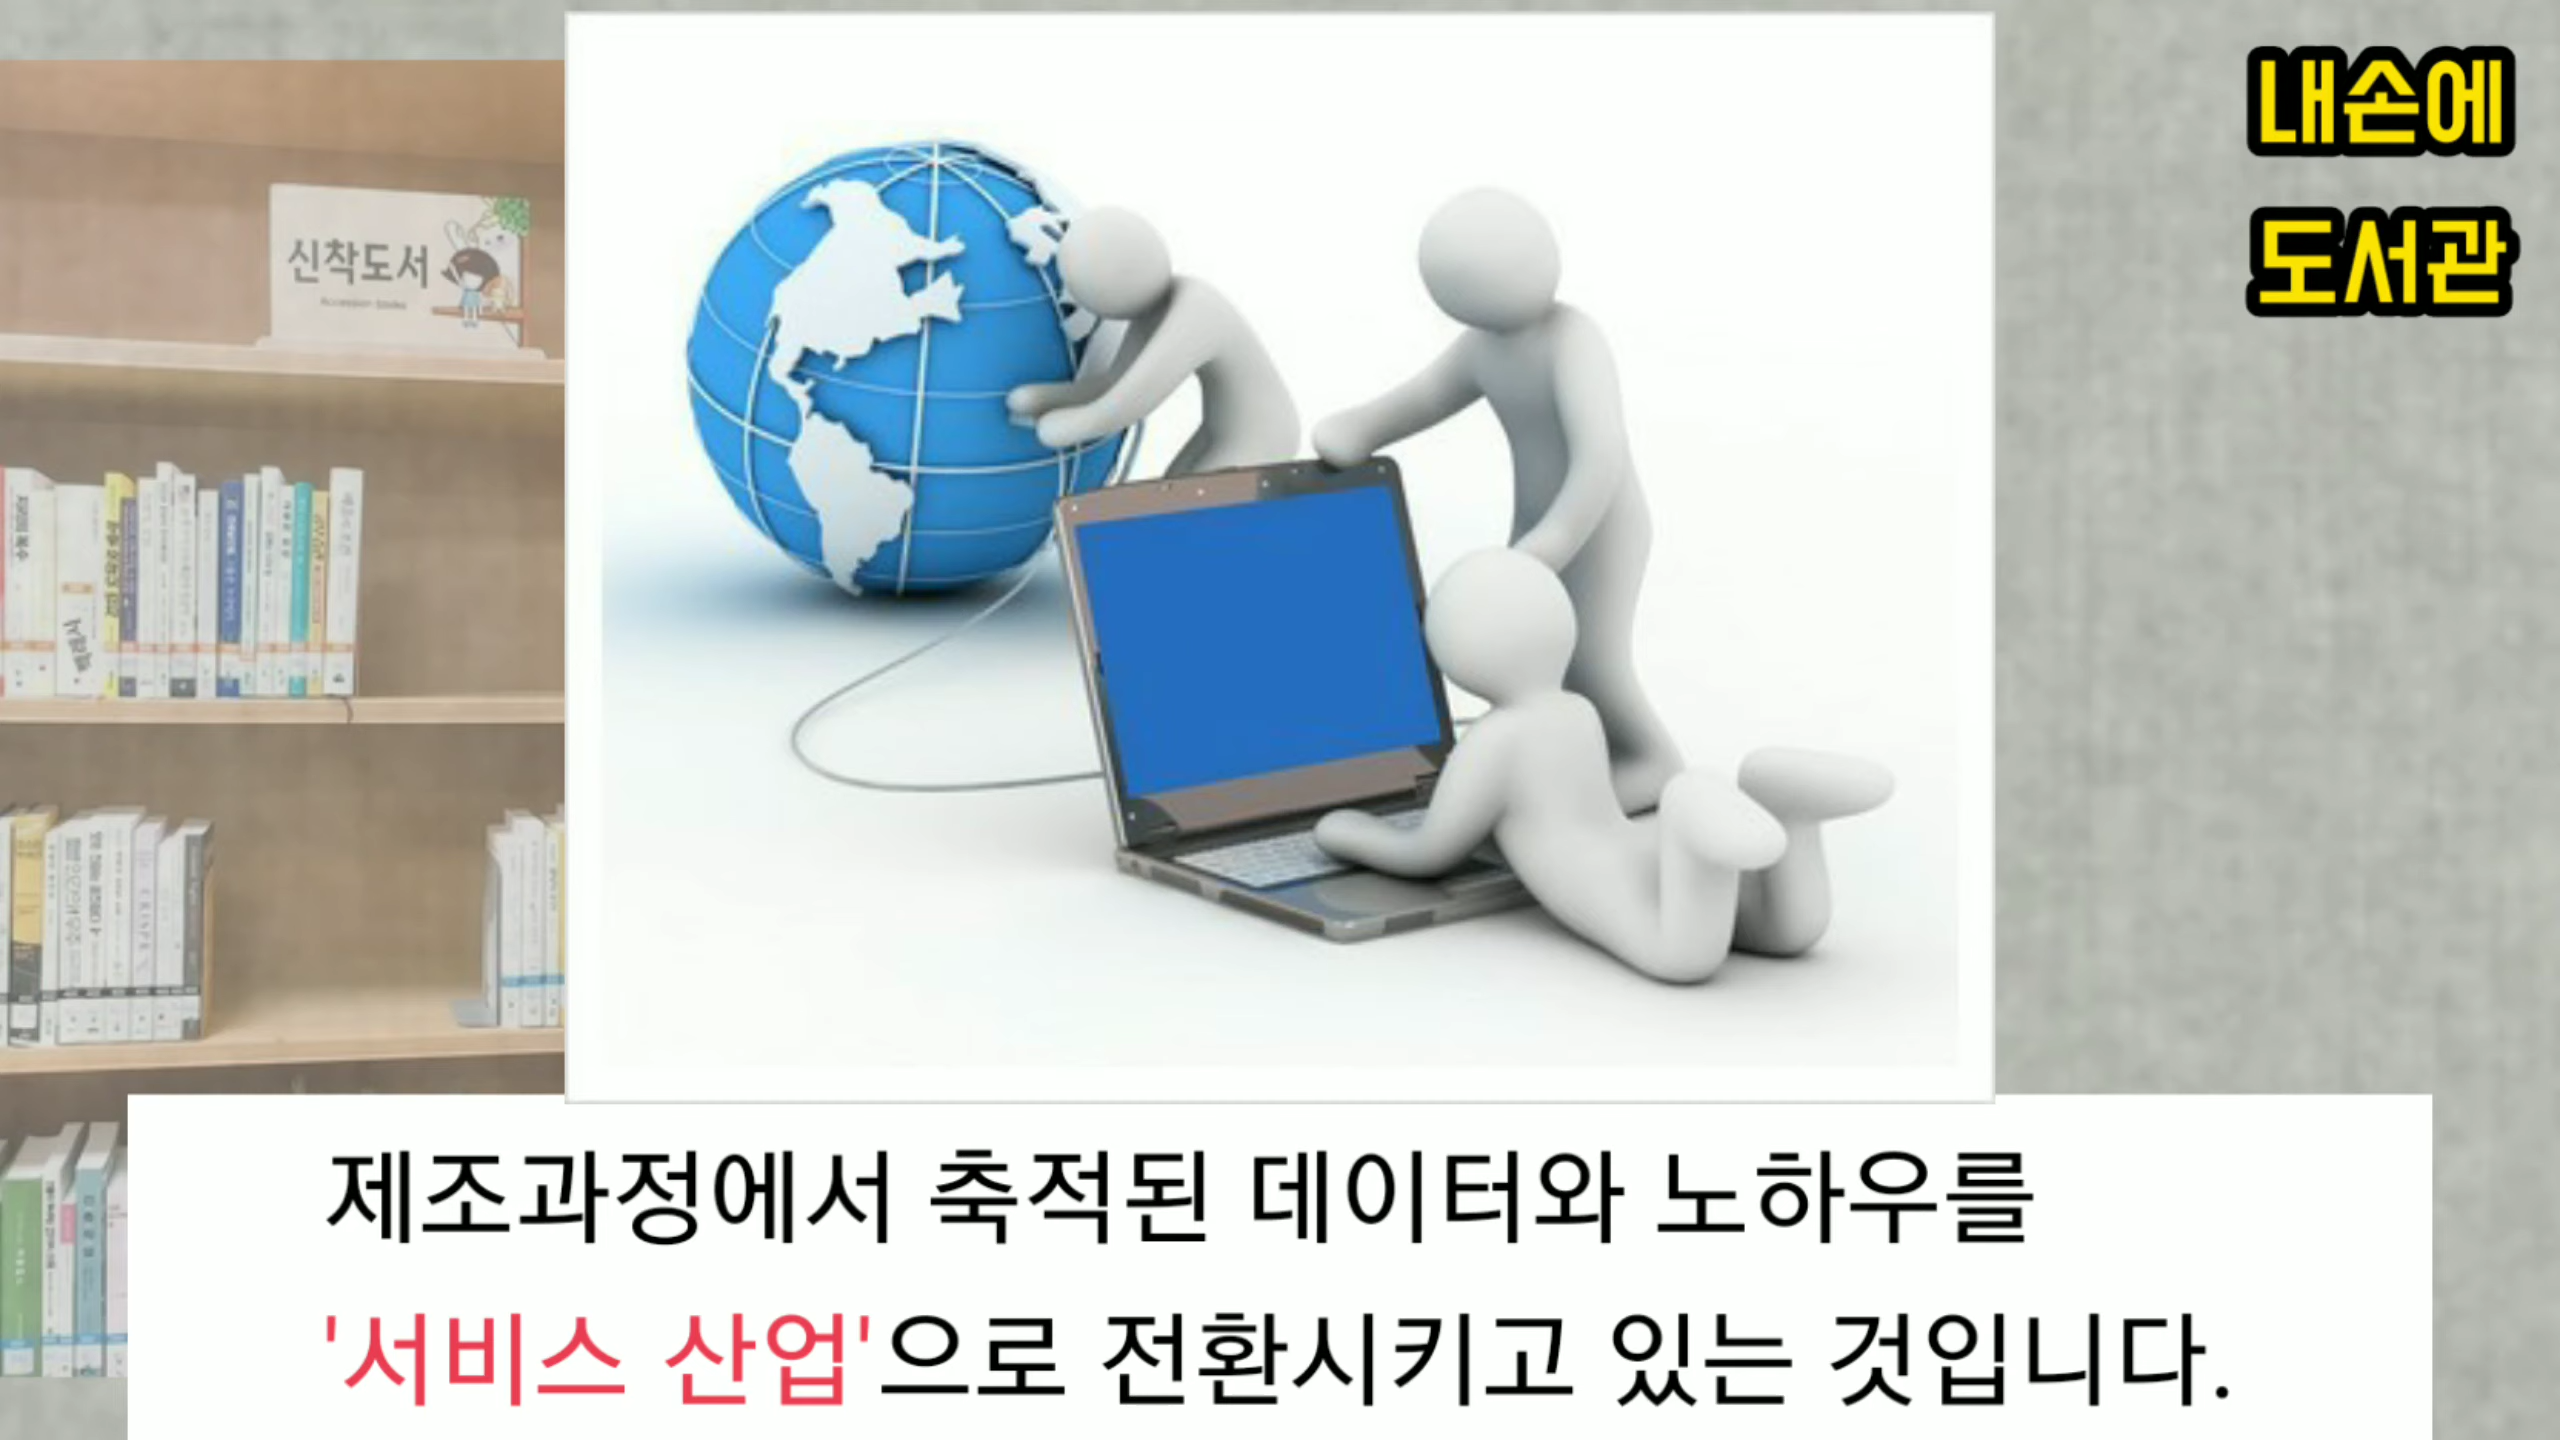 내손에
도서관
신착도서
Accession books
제조과정에서 축적된 데이터와 노하우를
'서비스 산업'으로 전환시키고 있는 것입니다.